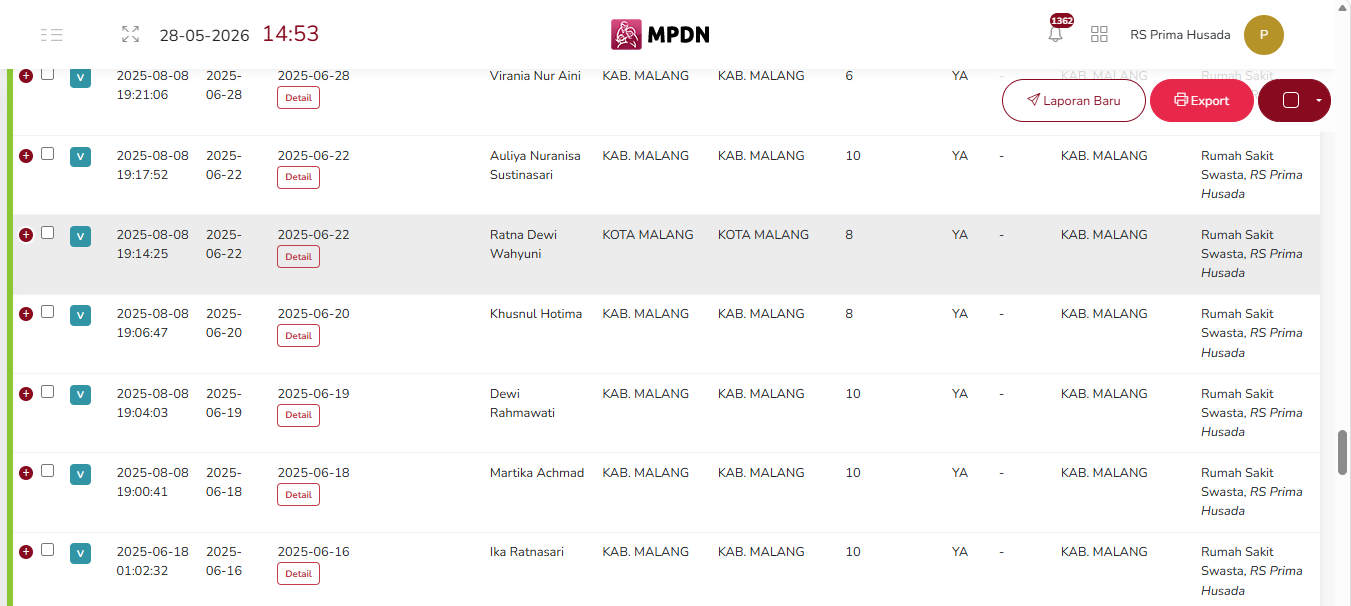 28-05-2026 14:53 MPDN 1362 RS Prima Husada P
+ V 2025-08-08 2025- 2025-06-28 Virania Nur Aini KAB. MALANG KAB. MALANG 6 YA - KAB. MALANG Rumah Sakit
19:21:06 06-28 Detail Laporan Baru Export
+ V 2025-08-08 2025- 2025-06-22 Auliya Nuranisa KAB. MALANG KAB. MALANG 10 YA - KAB. MALANG Rumah Sakit
19:17:52 06-22 Detail Sustinasari Swasta, RS Prima
Husada
+ V 2025-08-08 2025- 2025-06-22 Ratna Dewi KOTA MALANG KOTA MALANG 8 YA - KAB. MALANG Rumah Sakit
19:14:25 06-22 Detail Wahyuni Swasta, RS Prima
Husada
+ V 2025-08-08 2025- 2025-06-20 Khusnul Hotima KAB. MALANG KAB. MALANG 8 YA - KAB. MALANG Rumah Sakit
19:06:47 06-20 Detail Swasta, RS Prima
Husada
+ V 2025-08-08 2025- 2025-06-19 Dewi KAB. MALANG KAB. MALANG 10 YA - KAB. MALANG Rumah Sakit
19:04:03 06-19 Detail Rahmawati Swasta, RS Prima
Husada
+ V 2025-08-08 2025- 2025-06-18 Martika Achmad KAB. MALANG KAB. MALANG 10 YA - KAB. MALANG Rumah Sakit
19:00:41 06-18 Detail Swasta, RS Prima
Husada
+ V 2025-06-18 2025- 2025-06-16 Ika Ratnasari KAB. MALANG KAB. MALANG 10 YA - KAB. MALANG Rumah Sakit
01:02:32 06-16 Detail Swasta, RS Prima
Husada